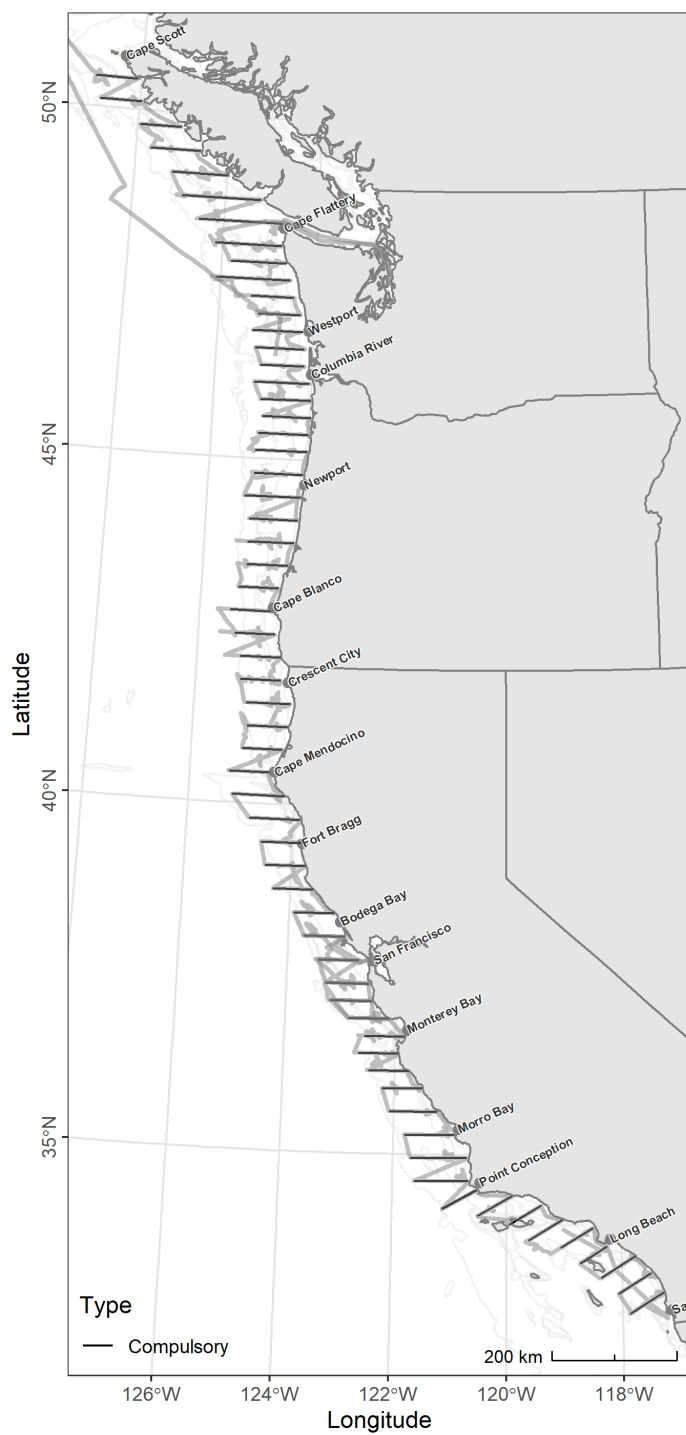 Cape Scott
50°N
Cape Flattery
Westport
Columbia River
45°N
Newport
Cape Blanco
Crescent City
Latitude
Cape Mendocino
40°N
Fort Bragg
Bodega Bay
San Francisco
Monterey Bay
Morro Bay
35°N
Point Conception
Long Beach
Sa
Type
Compulsory
200 km
126°W 124°W 122°W 120°W 118°W
Longitude